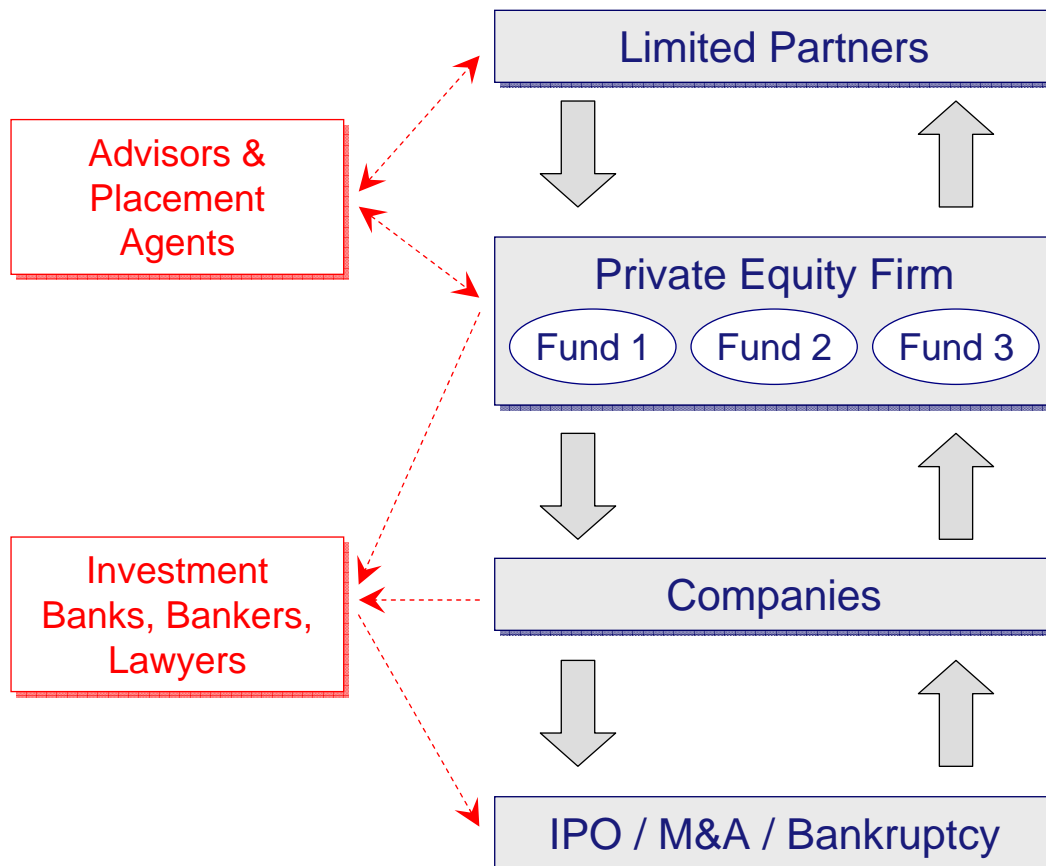 Limited Partners
Advisors &
Placement
Agents
Private Equity Firm
Fund 1 Fund 2 Fund 3
Investment
Banks, Bankers,
Lawyers
Companies
IPO / M&A / Bankruptcy